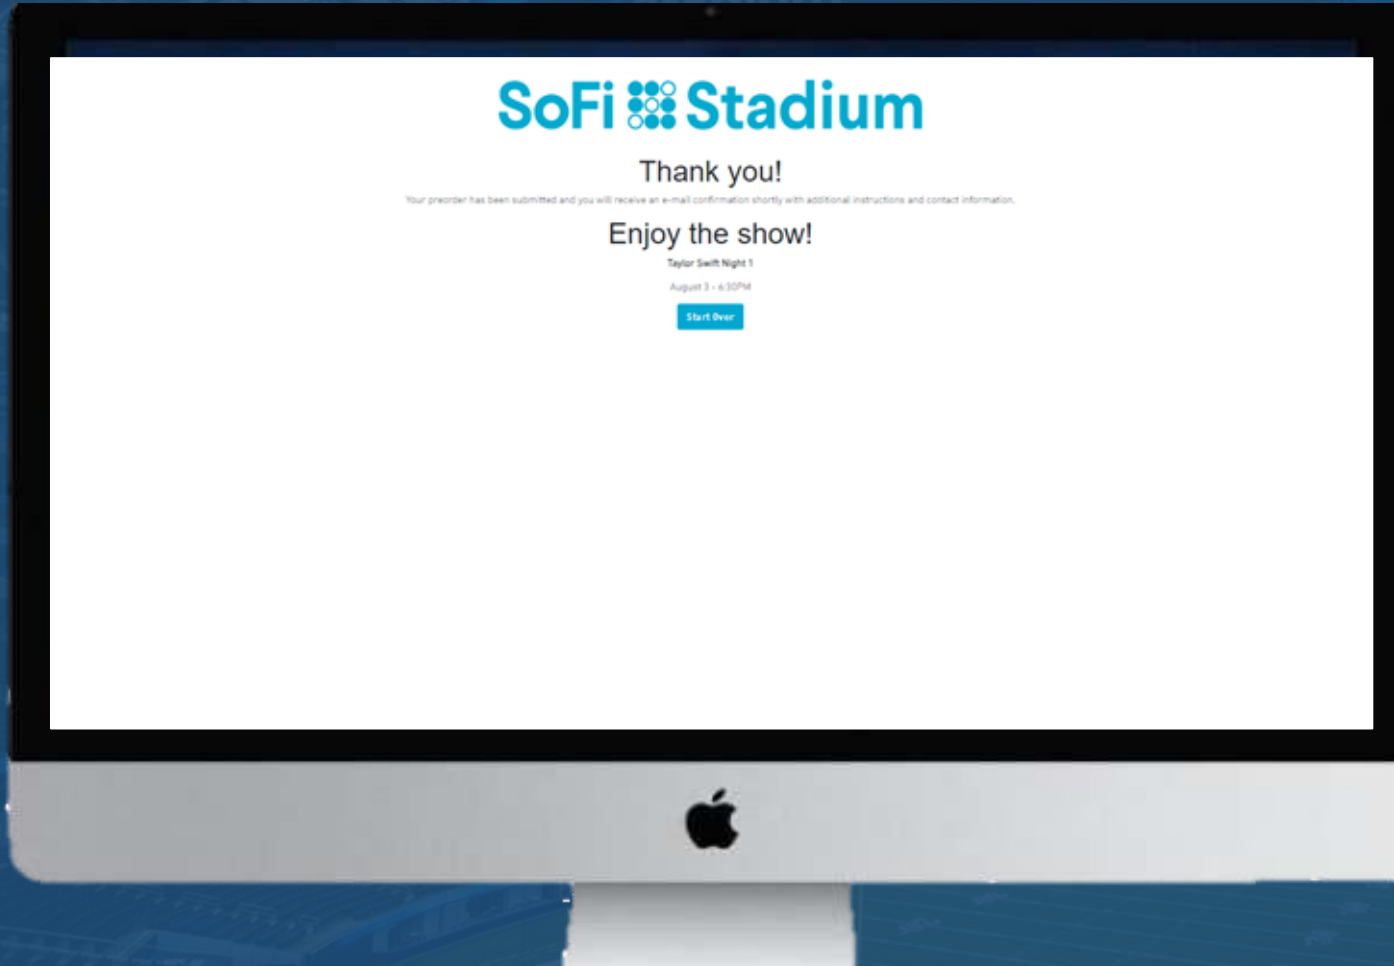 SoFi Stadium
Thank you!
Your preorder has been submitted and you will receive an e-mail confirmation shortly with additional instructions and contact information.
Enjoy the show!
Taylor Swift Night 1
August 3 - 6:30PM
Start Over